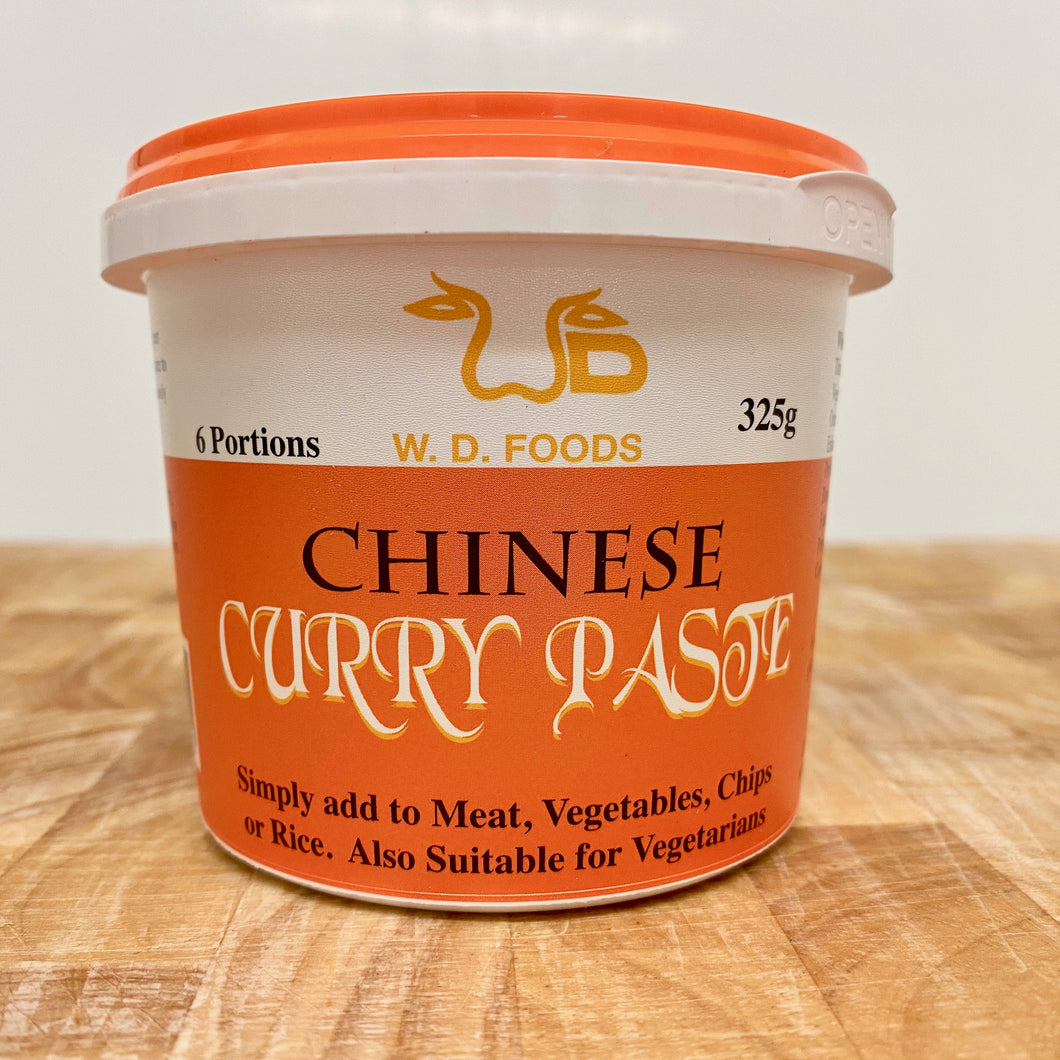 OPEN
WD
W. D. FOODS
6 Portions
325g
CHINESE
CURRY PASTE
Simply add to Meat, Vegetables, Chips
or Rice. Also Suitable for Vegetarians